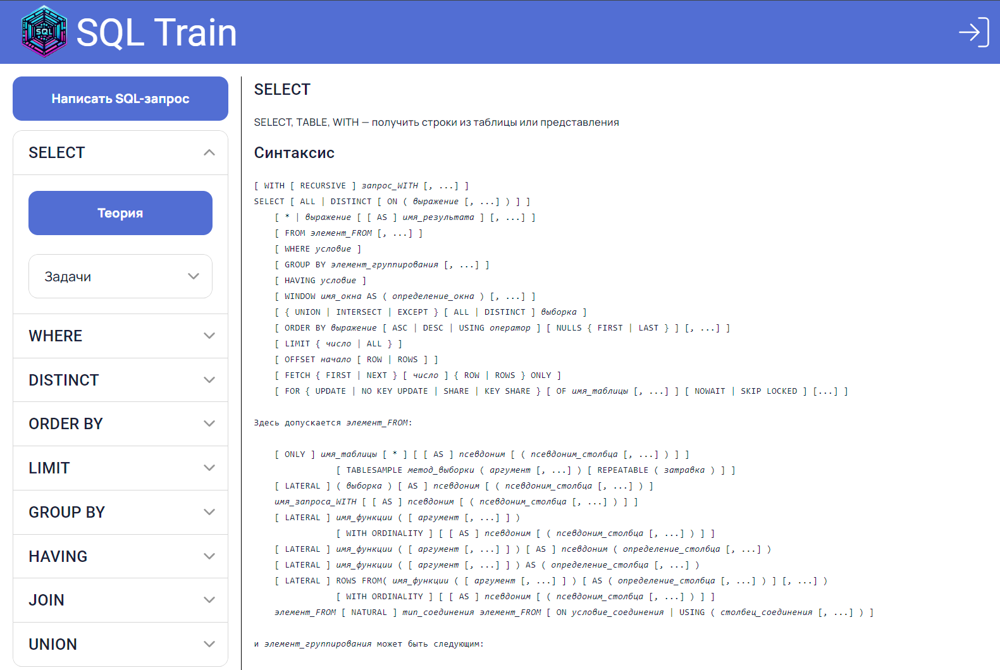 SQL
SQL Train
Написать SQL-запрос
SELECT
Теория
Задачи
WHERE
DISTINCT
ORDER BY
LIMIT
GROUP BY
HAVING
JOIN
UNION
SELECT
SELECT, TABLE, WITH — получить строки из таблицы или представления
Синтаксис
[ WITH [ RECURSIVE ] запрос_WITH [, ...] ]
SELECT [ ALL | DISTINCT [ ON ( выражение [, ...] ) ] ]
    [ * | выражение [ [ AS ] имя_результата ] [, ...] ]
    [ FROM элемент_FROM [, ...] ]
    [ WHERE условие ]
    [ GROUP BY элемент_группирования [, ...] ]
    [ HAVING условие ]
    [ WINDOW имя_окна AS ( определение_окна ) [, ...] ]
    [ { UNION | INTERSECT | EXCEPT } [ ALL | DISTINCT ] выборка ]
    [ ORDER BY выражение [ ASC | DESC | USING оператор ] [ NULLS { FIRST | LAST } ] [, ...] ]
    [ LIMIT { число | ALL } ]
    [ OFFSET начало [ ROW | ROWS ] ]
    [ FETCH { FIRST | NEXT } [ число ] { ROW | ROWS } ONLY ]
    [ FOR { UPDATE | NO KEY UPDATE | SHARE | KEY SHARE } [ OF имя_таблицы [, ...] ] [ NOWAIT | SKIP LOCKED ] [...] ]
Здесь допускается элемент_FROM:
    [ ONLY ] имя_таблицы [ * ] [ [ AS ] псевдоним [ ( псевдоним_столбца [, ...] ) ] ]
                [ TABLESAMPLE метод_выборки ( аргумент [, ...] ) [ REPEATABLE ( затравка ) ] ]
    [ LATERAL ] ( выборка ) [ AS ] псевдоним [ ( псевдоним_столбца [, ...] ) ]
    имя_запроса_WITH [ [ AS ] псевдоним [ ( псевдоним_столбца [, ...] ) ] ]
    [ LATERAL ] имя_функции ( [ аргумент [, ...] ] )
                [ WITH ORDINALITY ] [ [ AS ] псевдоним [ ( псевдоним_столбца [, ...] ) ] ]
    [ LATERAL ] имя_функции ( [ аргумент [, ...] ] ) [ AS ] псевдоним ( определение_столбца [, ...] )
    [ LATERAL ] имя_функции ( [ аргумент [, ...] ] ) AS ( определение_столбца [, ...] )
    [ LATERAL ] ROWS FROM( имя_функции ( [ аргумент [, ...] ] ) [ AS ( определение_столбца [, ...] ) ] [, ...] )
                [ WITH ORDINALITY ] [ [ AS ] псевдоним [ ( псевдоним_столбца [, ...] ) ] ]
    элемент_FROM [ NATURAL ] тип_соединения элемент_FROM [ ON условие_соединения | USING ( столбец_соединения [, ...] ) ]
и элемент_группирования может быть следующим: